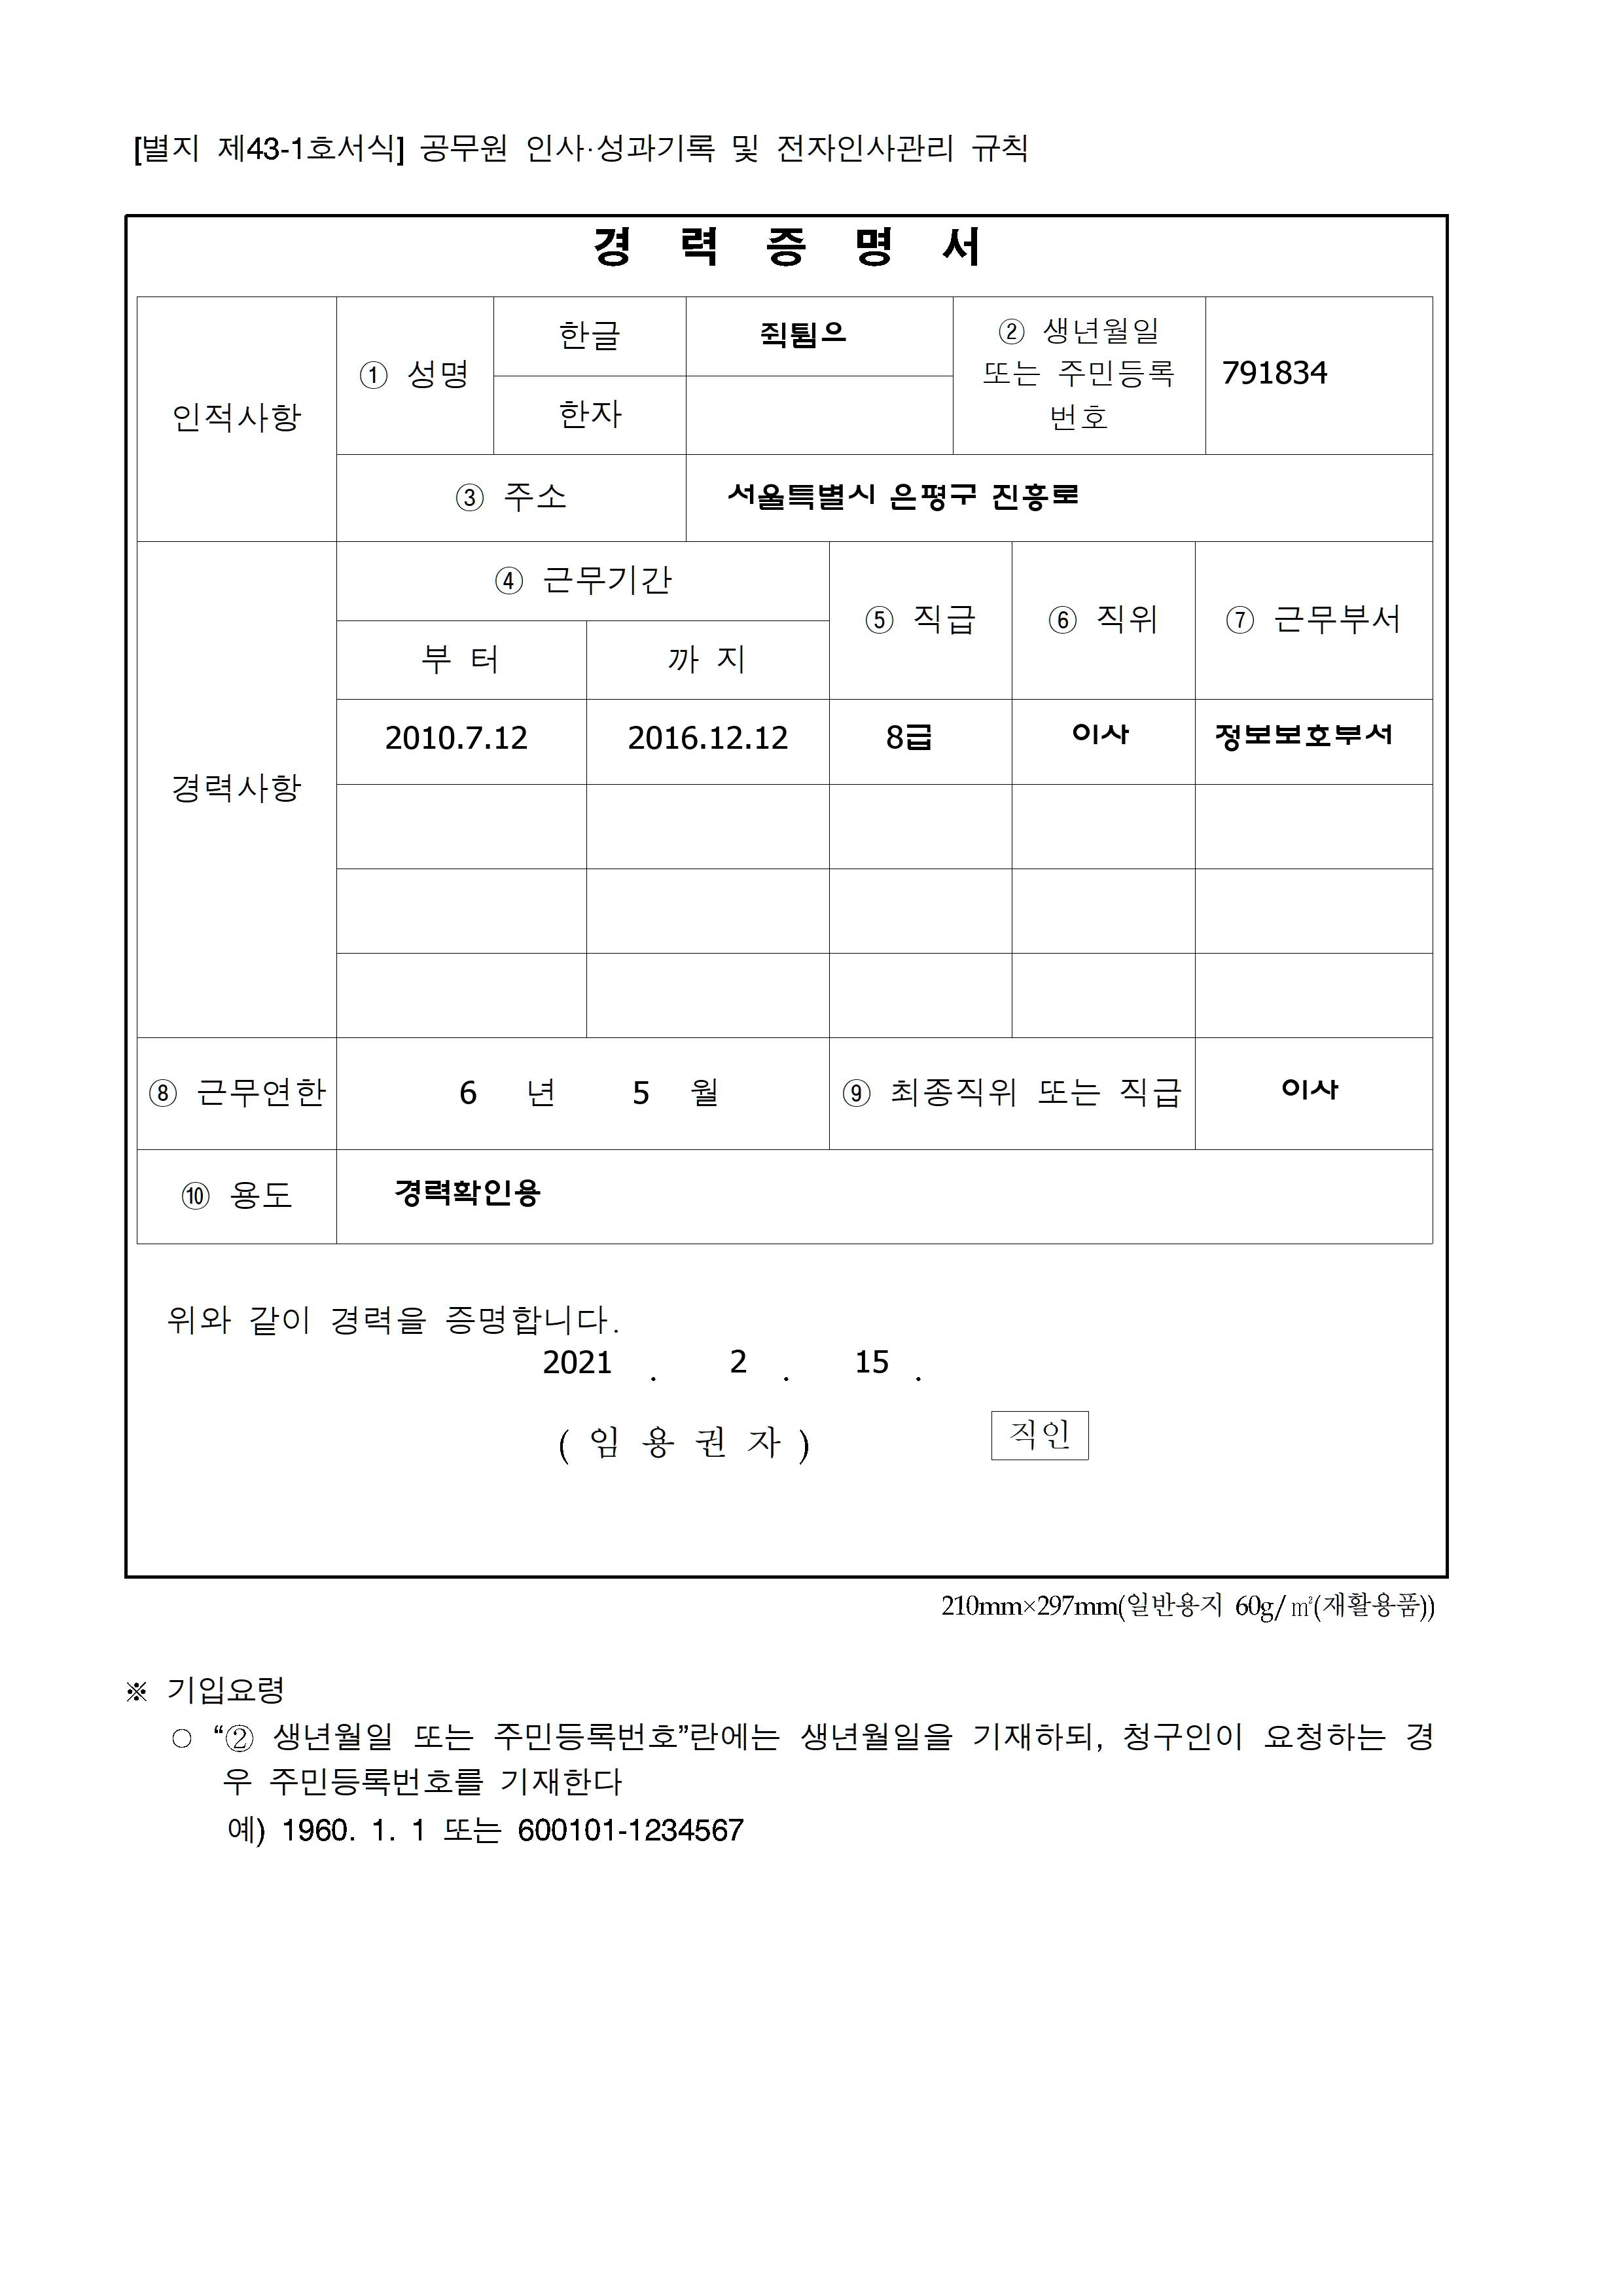 [별지 제43-1호서식] 공무원 인사·성과기록 및 전자인사관리 규칙
경 력 증 명 서
인적사항
① 성명
한글
쥑튐으
② 생년월일
또는 주민등록
번호
791834
한자
③ 주소
서울특별시 은평구 진흥로
경력사항
④ 근무기간
⑤ 직급
⑥ 직위
⑦ 근무부서
부 터
까 지
2010.7.12
2016.12.12
8급
이사
정보보호부서
⑧ 근무연한
6 년 5 월
⑨ 최종직위 또는 직급
이사
⑩ 용도
경력확인용
위와 같이 경력을 증명합니다.
2021 . 2 . 15 .
( 임 용 권 자 )
직인
210mm×297mm(일반용지 60g/㎡(재활용품))
※ 기입요령
○ “② 생년월일 또는 주민등록번호”란에는 생년월일을 기재하되, 청구인이 요청하는 경
우 주민등록번호를 기재한다
예) 1960. 1. 1 또는 600101-1234567